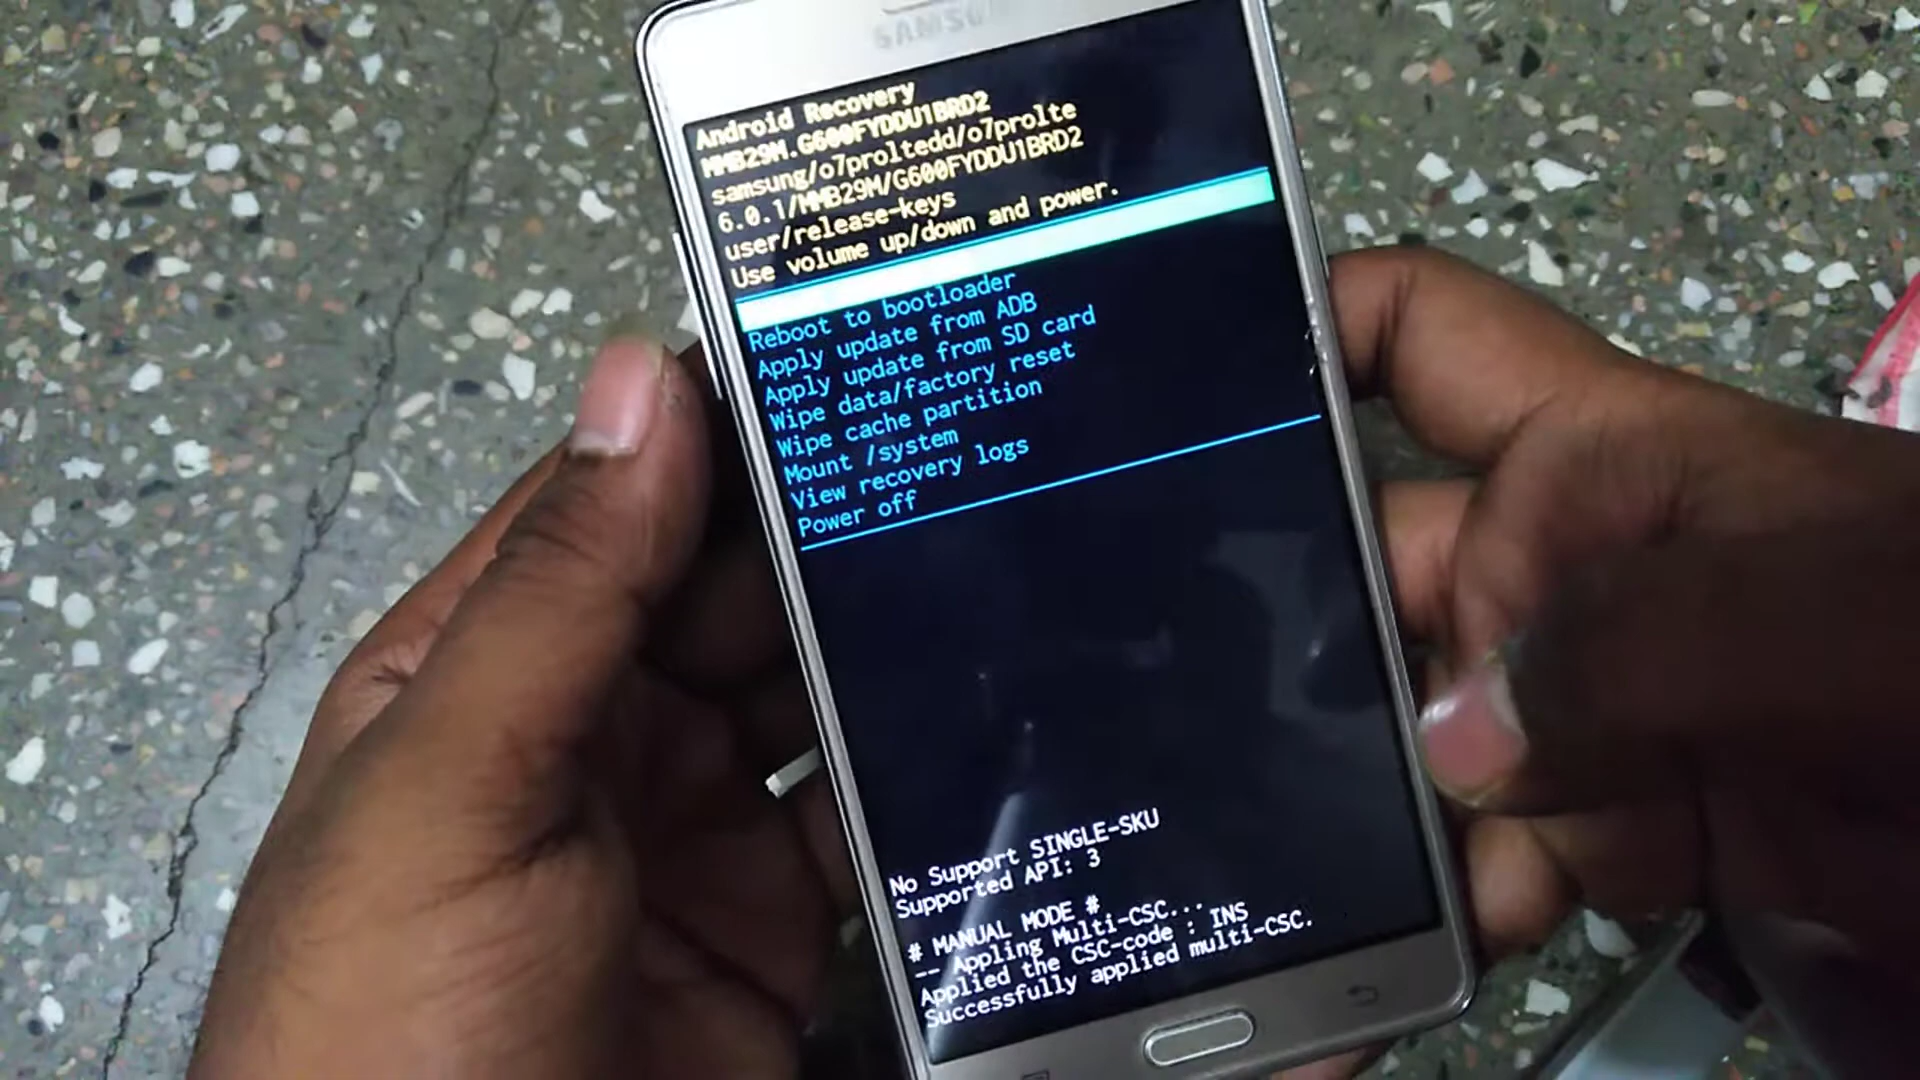 SAMSUNG
Android Recovery
MMB29M.G600FYDDU1BRD2
samsung/o7proltedd/o7prolte
6.0.1/MMB29M/G600FYDDU1BRD2
user/release-keys
Use volume up/down and power.
Reboot to bootloader
Apply update from ADB
Apply update from SD card
Wipe data/factory reset
Wipe cache partition
Mount /system
View recovery logs
Power off
No Support SINGLE-SKU
Supported API: 3
# MANUAL MODE #
-- Appling Multi-CSC...
Applied the CSC-code : INS
Successfully applied multi-CSC.